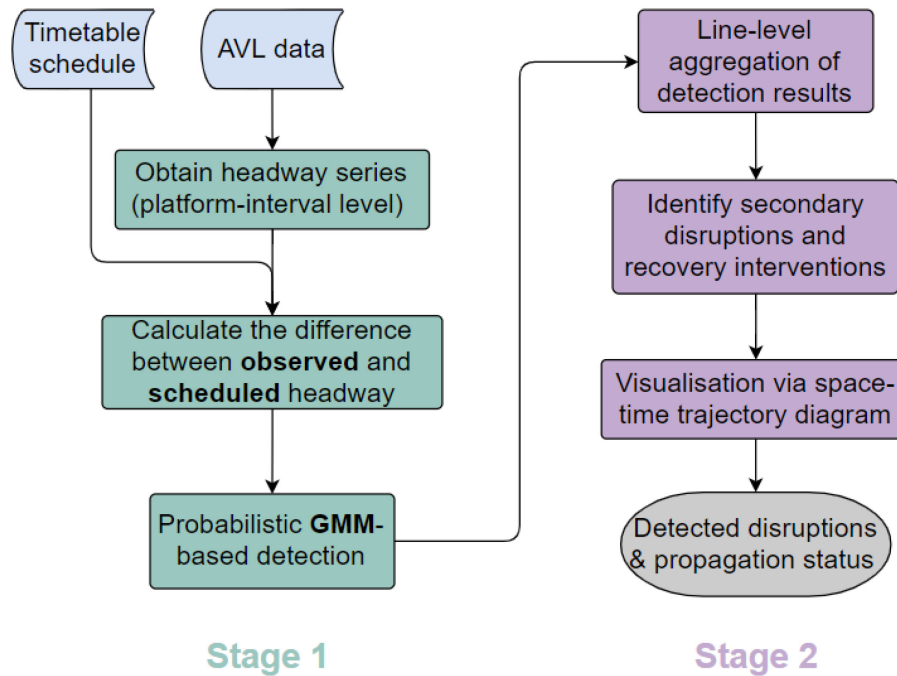 Timetable
schedule
AVL data
Obtain headway series
(platform-interval level)
Calculate the difference
between observed and
scheduled headway
Probabilistic GMM-
based detection
Stage 1
Line-level
aggregation of
detection results
Identify secondary
disruptions and
recovery interventions
Visualisation via space-
time trajectory diagram
Detected disruptions
& propagation status
Stage 2